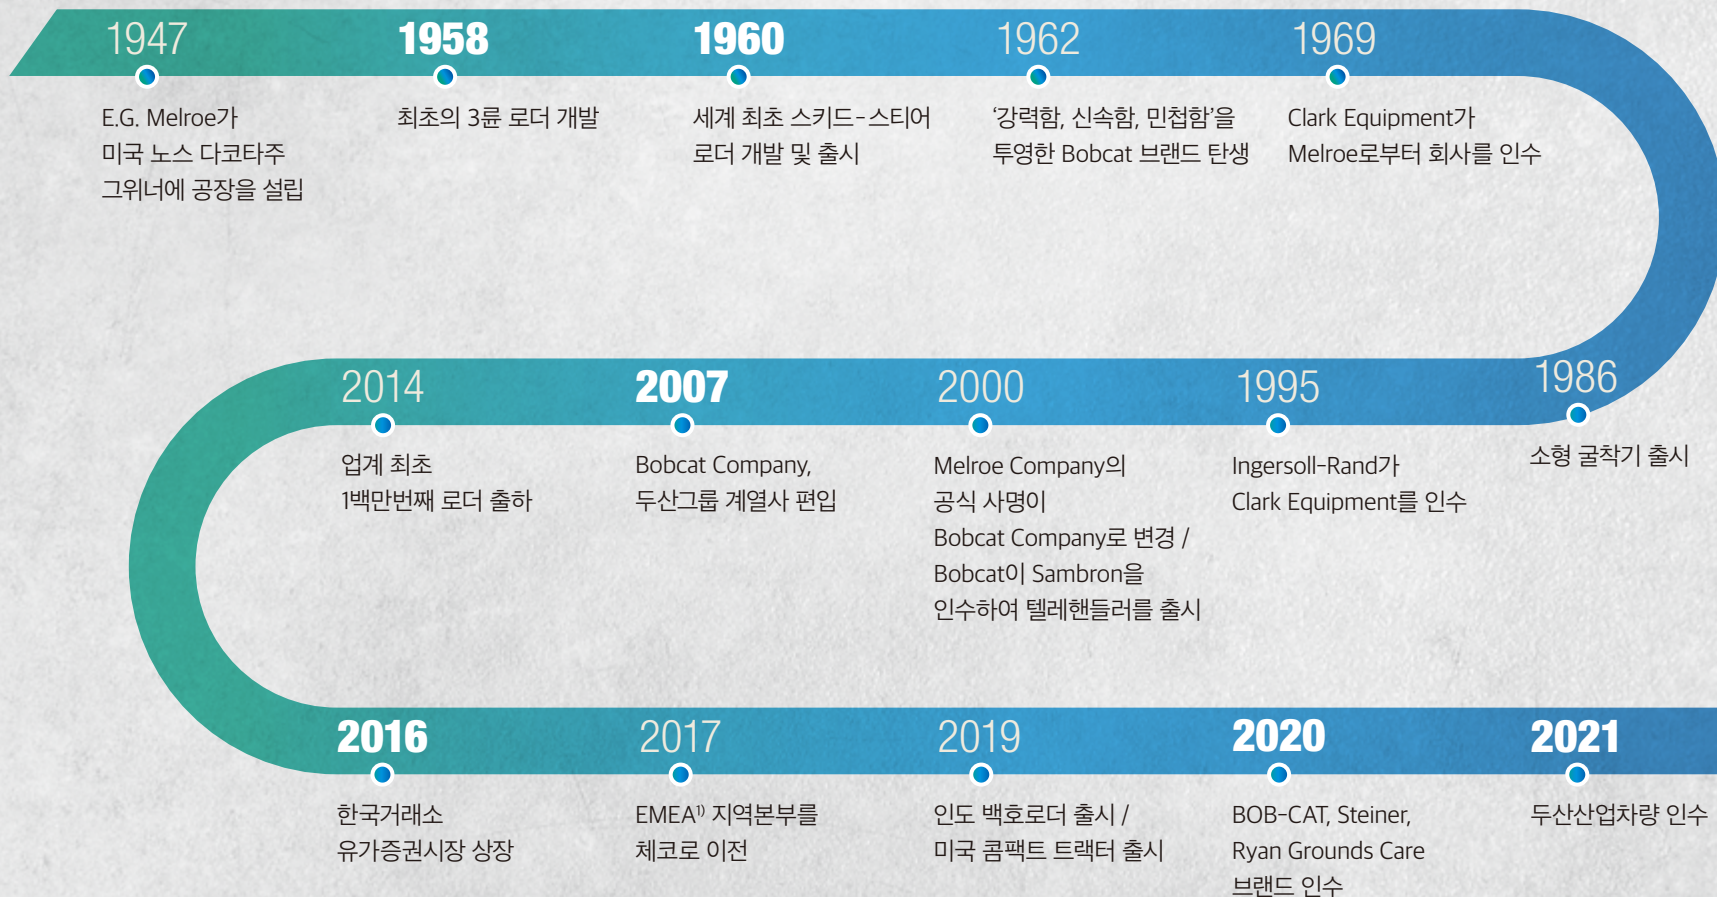 1947
E.G. Melroe가
미국 노스 다코타주
그위너에 공장을 설립
1958
최초의 3륜 로더 개발
1960
세계 최초 스키드-스티어
로더 개발 및 출시
1962
‘강력함, 신속함, 민첩함’을
투영한 Bobcat 브랜드 탄생
1969
Clark Equipment가
Melroe로부터 회사를 인수
1986
소형 굴착기 출시
1995
Ingersoll-Rand가
Clark Equipment를 인수
2000
Melroe Company의
공식 사명이
Bobcat Company로 변경 /
Bobcat이 Sambron을
인수하여 텔레핸들러를 출시
2007
Bobcat Company,
두산그룹 계열사 편입
2014
업계 최초
1백만번째 로더 출하
2016
한국거래소
유가증권시장 상장
2017
EMEA¹⁾ 지역본부를
체코로 이전
2019
인도 백호로더 출시 /
미국 콤팩트 트랙터 출시
2020
BOB-CAT, Steiner,
Ryan Grounds Care
브랜드 인수
2021
두산산업차량 인수